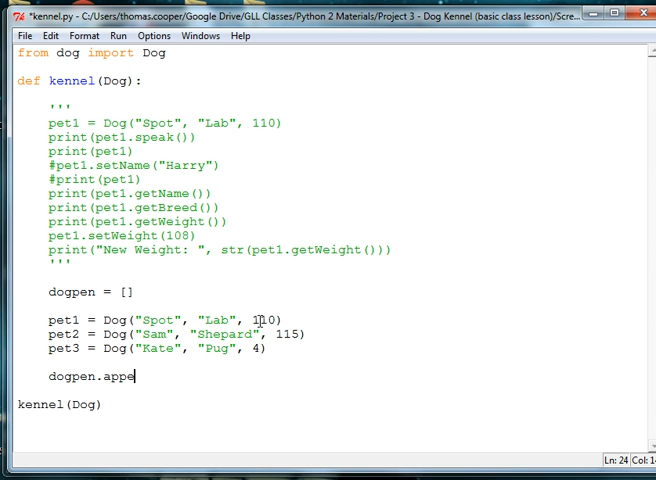 *kennel.py - C:/Users/thomas.cooper/Google Drive/GLL Classes/Python 2 Materials/Project 3 - Dog Kennel (basic class lesson)/Scre...
File Edit Format Run Options Windows Help
from dog import Dog
def kennel(Dog):
'''
pet1 = Dog("Spot", "Lab", 110)
print(pet1.speak())
print(pet1)
#pet1.setName("Harry")
#print(pet1)
print(pet1.getName())
print(pet1.getBreed())
print(pet1.getWeight())
pet1.setWeight(108)
print("New Weight: ", str(pet1.getWeight()))
'''
dogpen = []
pet1 = Dog("Spot", "Lab", 110)
pet2 = Dog("Sam", "Shepard", 115)
pet3 = Dog("Kate", "Pug", 4)
dogpen.appe
kennel(Dog)
Ln: 24 Col: 1